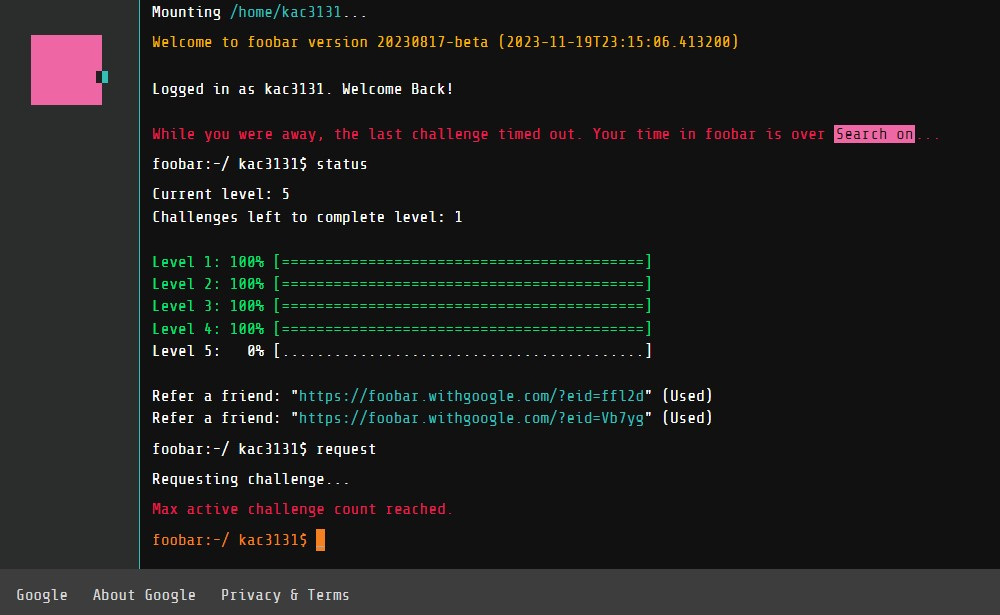 Mounting /home/kac3131...
Welcome to foobar version 20230817-beta (2023-11-19T23:15:06.413200)
Logged in as kac3131. Welcome Back!
While you were away, the last challenge timed out. Your time in foobar is over Search on...
foobar:~/ kac3131$ status
Current level: 5
Challenges left to complete level: 1
Level 1: 100% [==========================================]
Level 2: 100% [==========================================]
Level 3: 100% [==========================================]
Level 4: 100% [==========================================]
Level 5:   0% [..........................................]
Refer a friend: "https://foobar.withgoogle.com/?eid=ffl2d" (Used)
Refer a friend: "https://foobar.withgoogle.com/?eid=Vb7yg" (Used)
foobar:~/ kac3131$ request
Requesting challenge...
Max active challenge count reached.
foobar:~/ kac3131$
Google About Google Privacy & Terms